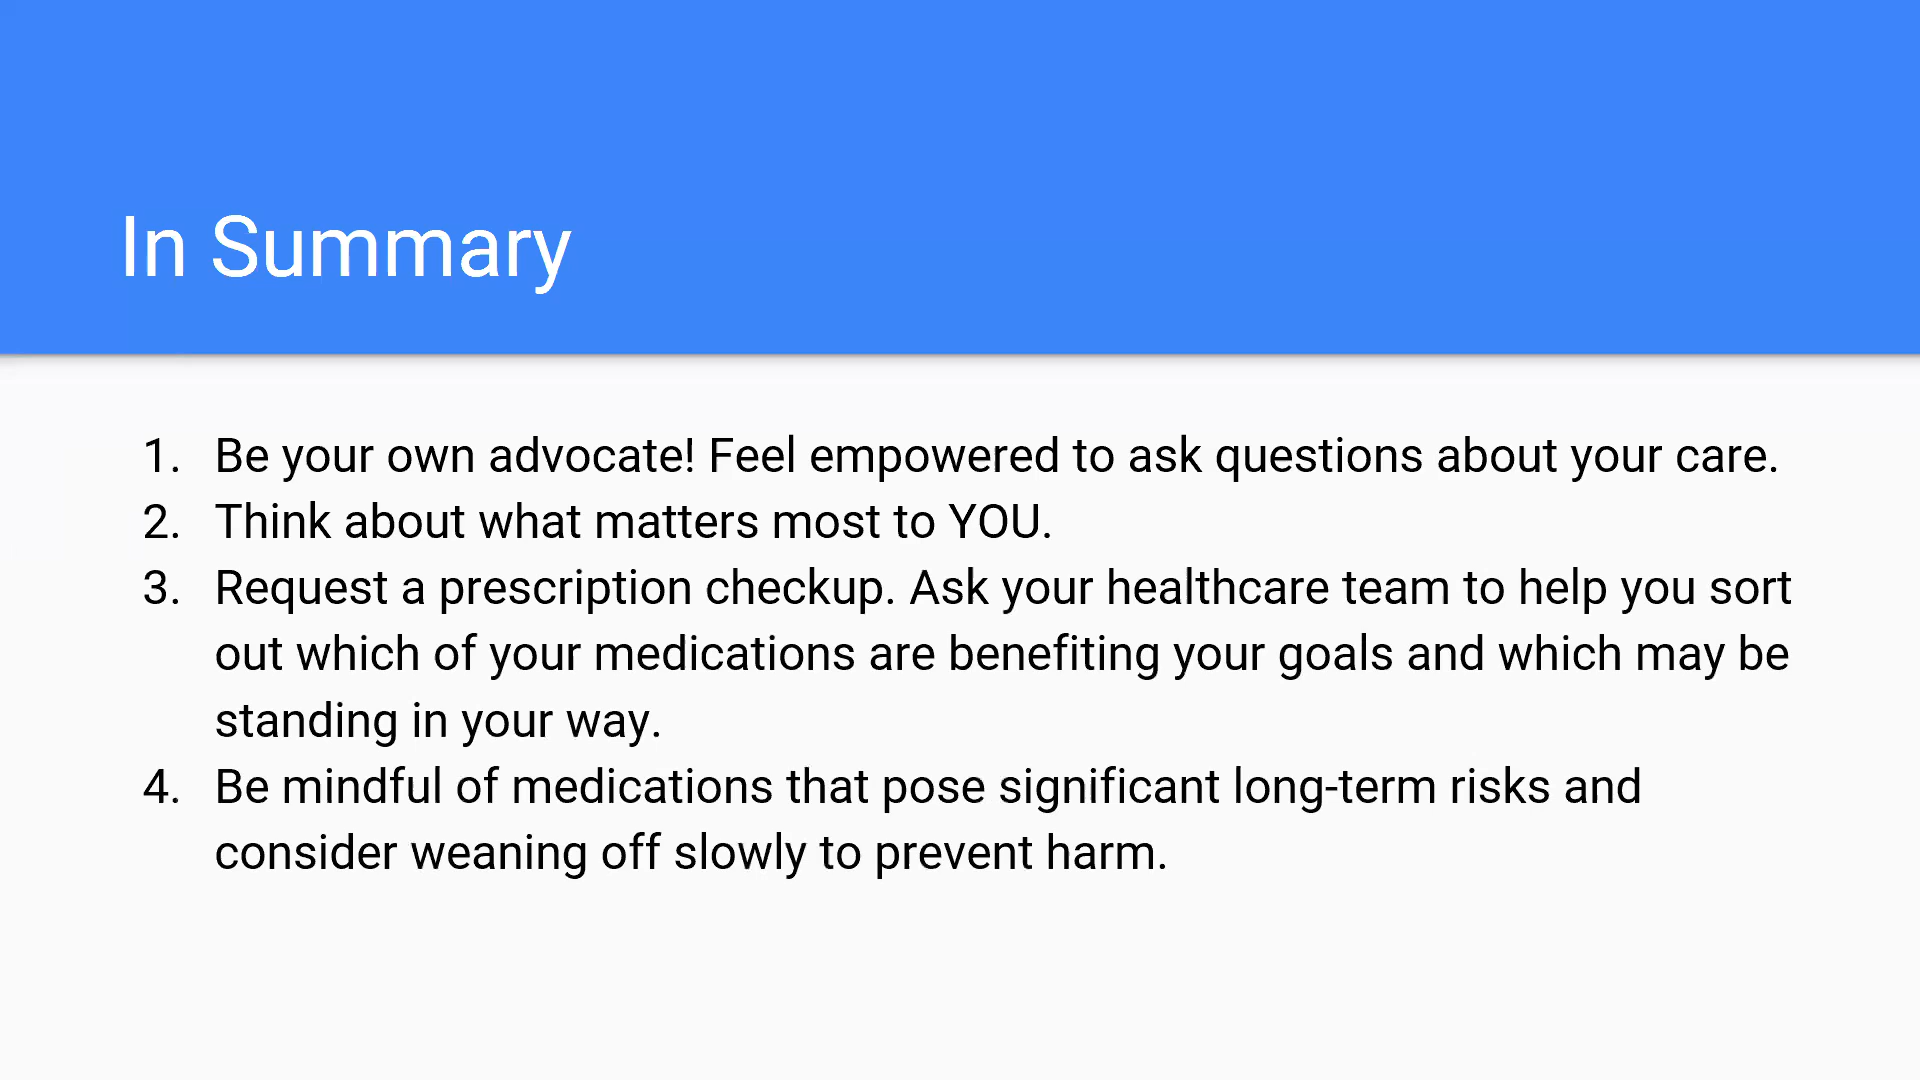 In Summary
1. Be your own advocate! Feel empowered to ask questions about your care.
2. Think about what matters most to YOU.
3. Request a prescription checkup. Ask your healthcare team to help you sort
out which of your medications are benefiting your goals and which may be
standing in your way.
4. Be mindful of medications that pose significant long-term risks and
consider weaning off slowly to prevent harm.